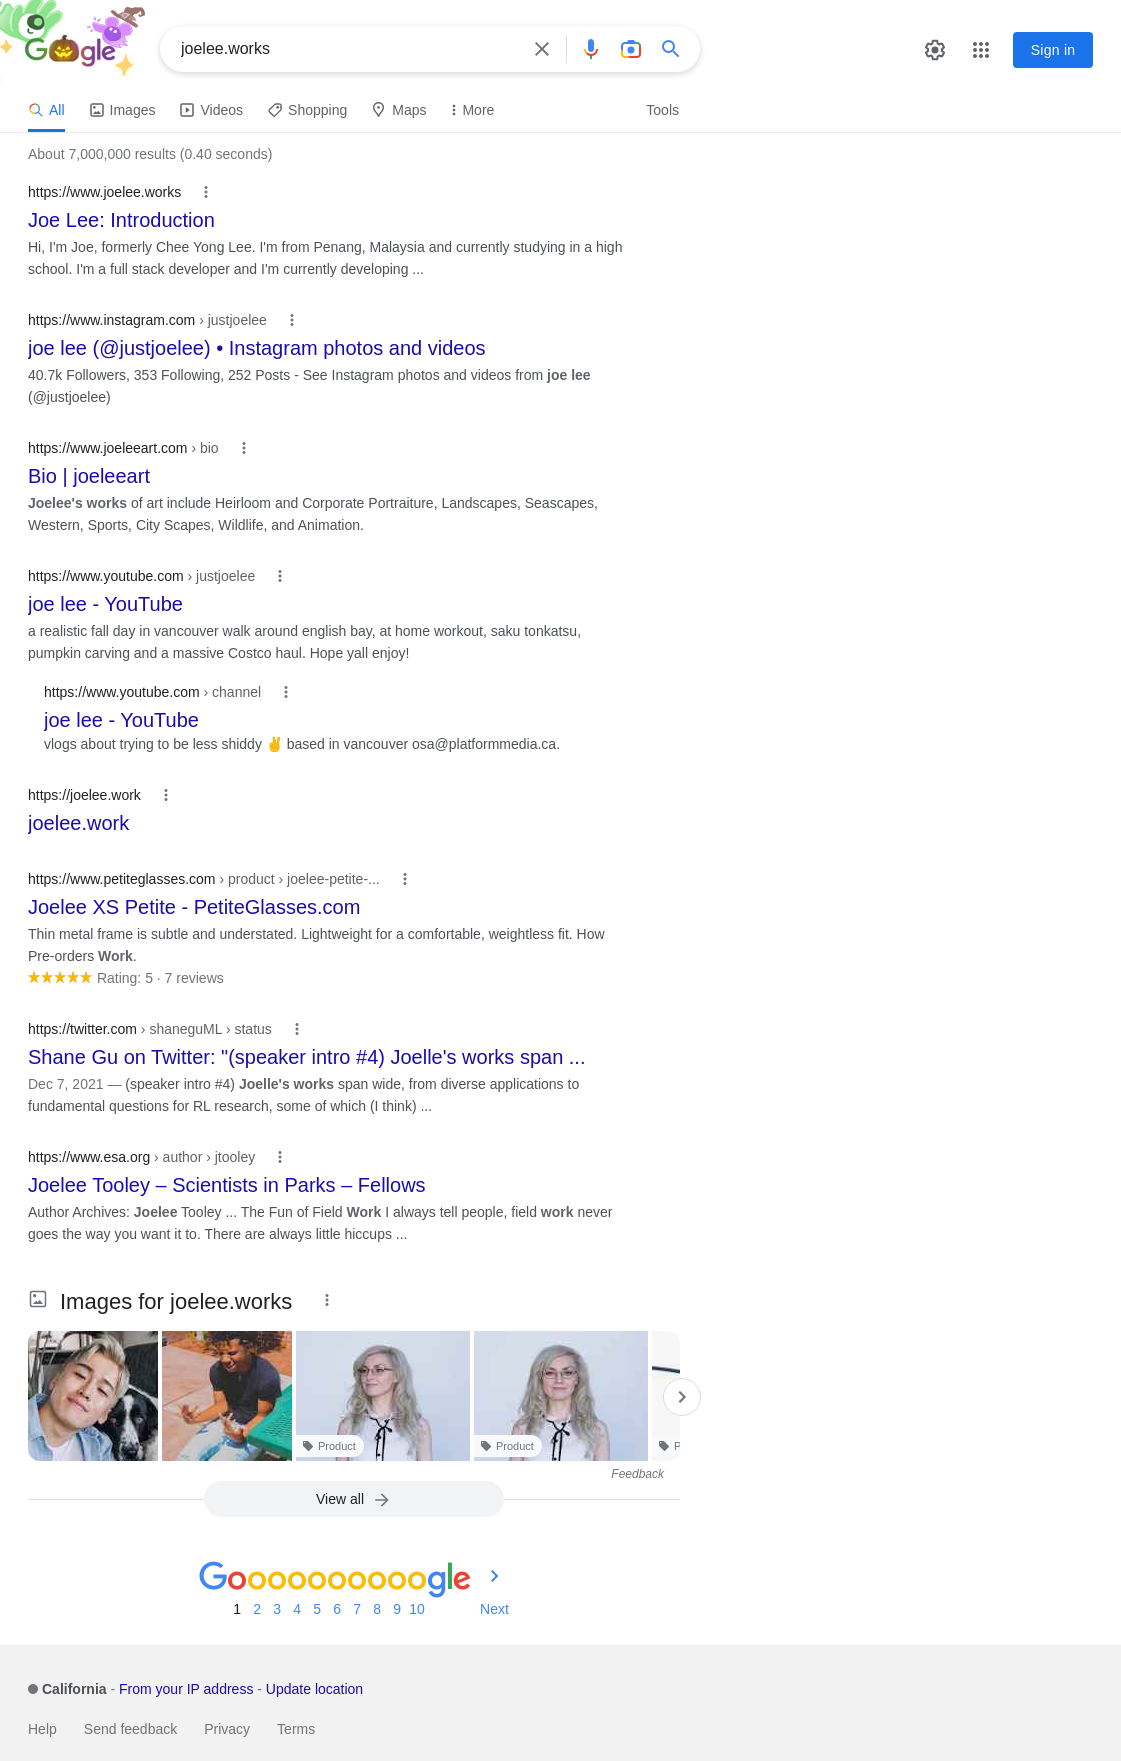 Google
joelee.works
Sign in
All Images Videos Shopping Maps More Tools
About 7,000,000 results (0.40 seconds)
https://www.joelee.works
Joe Lee: Introduction
Hi, I'm Joe, formerly Chee Yong Lee. I'm from Penang, Malaysia and currently studying in a high
school. I'm a full stack developer and I'm currently developing ...
https://www.instagram.com › justjoelee
joe lee (@justjoelee) • Instagram photos and videos
40.7k Followers, 353 Following, 252 Posts - See Instagram photos and videos from joe lee
(@justjoelee)
https://www.joeleeart.com › bio
Bio | joeleeart
Joelee's works of art include Heirloom and Corporate Portraiture, Landscapes, Seascapes,
Western, Sports, City Scapes, Wildlife, and Animation.
https://www.youtube.com › justjoelee
joe lee - YouTube
a realistic fall day in vancouver walk around english bay, at home workout, saku tonkatsu,
pumpkin carving and a massive Costco haul. Hope yall enjoy!
https://www.youtube.com › channel
joe lee - YouTube
vlogs about trying to be less shiddy ✌ based in vancouver osa@platformmedia.ca.
https://joelee.work
joelee.work
https://www.petiteglasses.com › product › joelee-petite-...
Joelee XS Petite - PetiteGlasses.com
Thin metal frame is subtle and understated. Lightweight for a comfortable, weightless fit. How
Pre-orders Work.
★★★★★ Rating: 5 · 7 reviews
https://twitter.com › shaneguML › status
Shane Gu on Twitter: "(speaker intro #4) Joelle's works span ...
Dec 7, 2021 — (speaker intro #4) Joelle's works span wide, from diverse applications to
fundamental questions for RL research, some of which (I think) ...
https://www.esa.org › author › jtooley
Joelee Tooley – Scientists in Parks – Fellows
Author Archives: Joelee Tooley ... The Fun of Field Work I always tell people, field work never
goes the way you want it to. There are always little hiccups ...
Images for joelee.works
Product Product P
Feedback
View all
Goooooooooogle
1 2 3 4 5 6 7 8 9 10 Next
California - From your IP address - Update location
Help Send feedback Privacy Terms